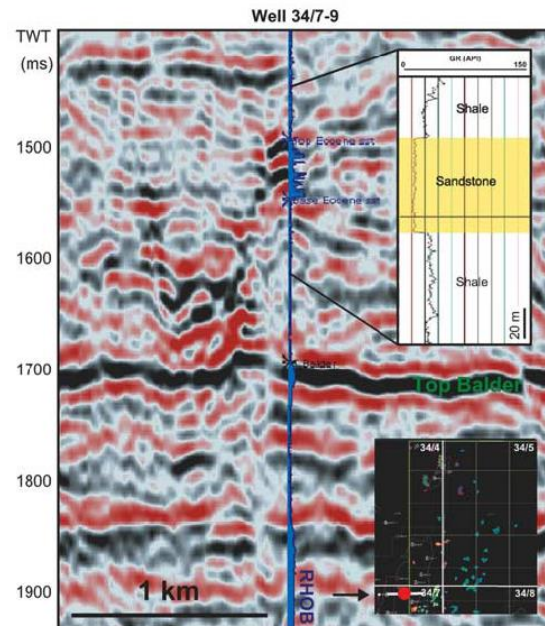 Well 34/7-9
TWT
(ms)
1500
1600
1700
1800
1900
GR (API)
0
150
Shale
Sandstone
Shale
20 m
Top Eocene sst
Base Eocene sst
Balder
Top Balder
34/4
34/5
34/7
34/8
1 km
RHOB